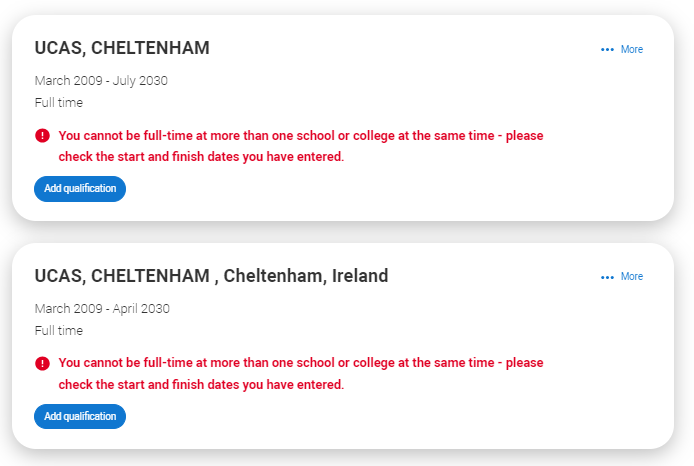 UCAS, CHELTENHAM
••• More
March 2009 - July 2030
Full time
You cannot be full-time at more than one school or college at the same time - please
check the start and finish dates you have entered.
Add qualification
UCAS, CHELTENHAM , Cheltenham, Ireland
••• More
March 2009 - April 2030
Full time
You cannot be full-time at more than one school or college at the same time - please
check the start and finish dates you have entered.
Add qualification